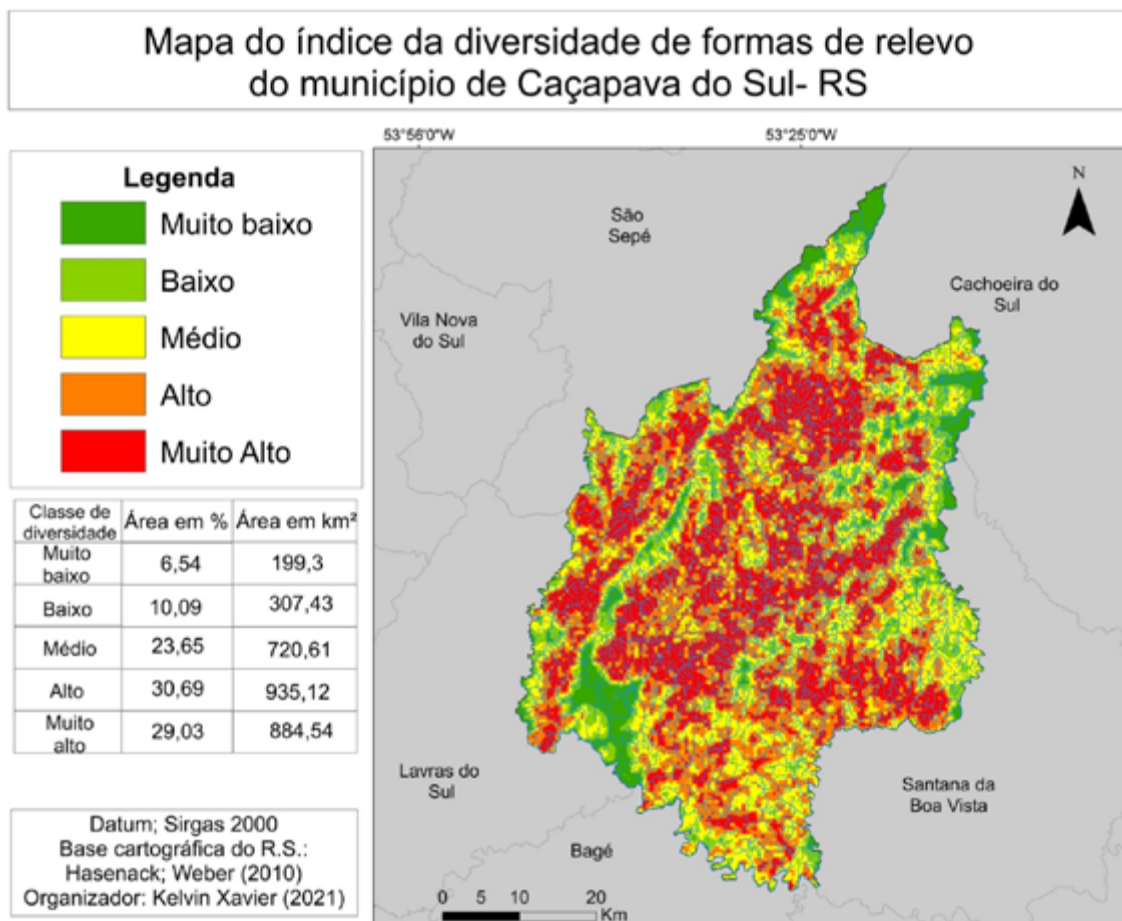 Mapa do índice da diversidade de formas de relevo
do município de Caçapava do Sul- RS
Legenda
Muito baixo
Baixo
Médio
Alto
Muito Alto
Classe de diversidade Área em % Área em km²
Muito baixo 6,54 199,3
Baixo 10,09 307,43
Médio 23,65 720,61
Alto 30,69 935,12
Muito alto 29,03 884,54
Datum; Sirgas 2000
Base cartográfica do R.S.:
Hasenack; Weber (2010)
Organizador: Kelvin Xavier (2021)
53°56'0"W 53°25'0"W
N
São
Sepé
Cachoeira do
Sul
Vila Nova
do Sul
Lavras do
Sul
Santana da
Boa Vista
Bagé
0 5 10 20
Km